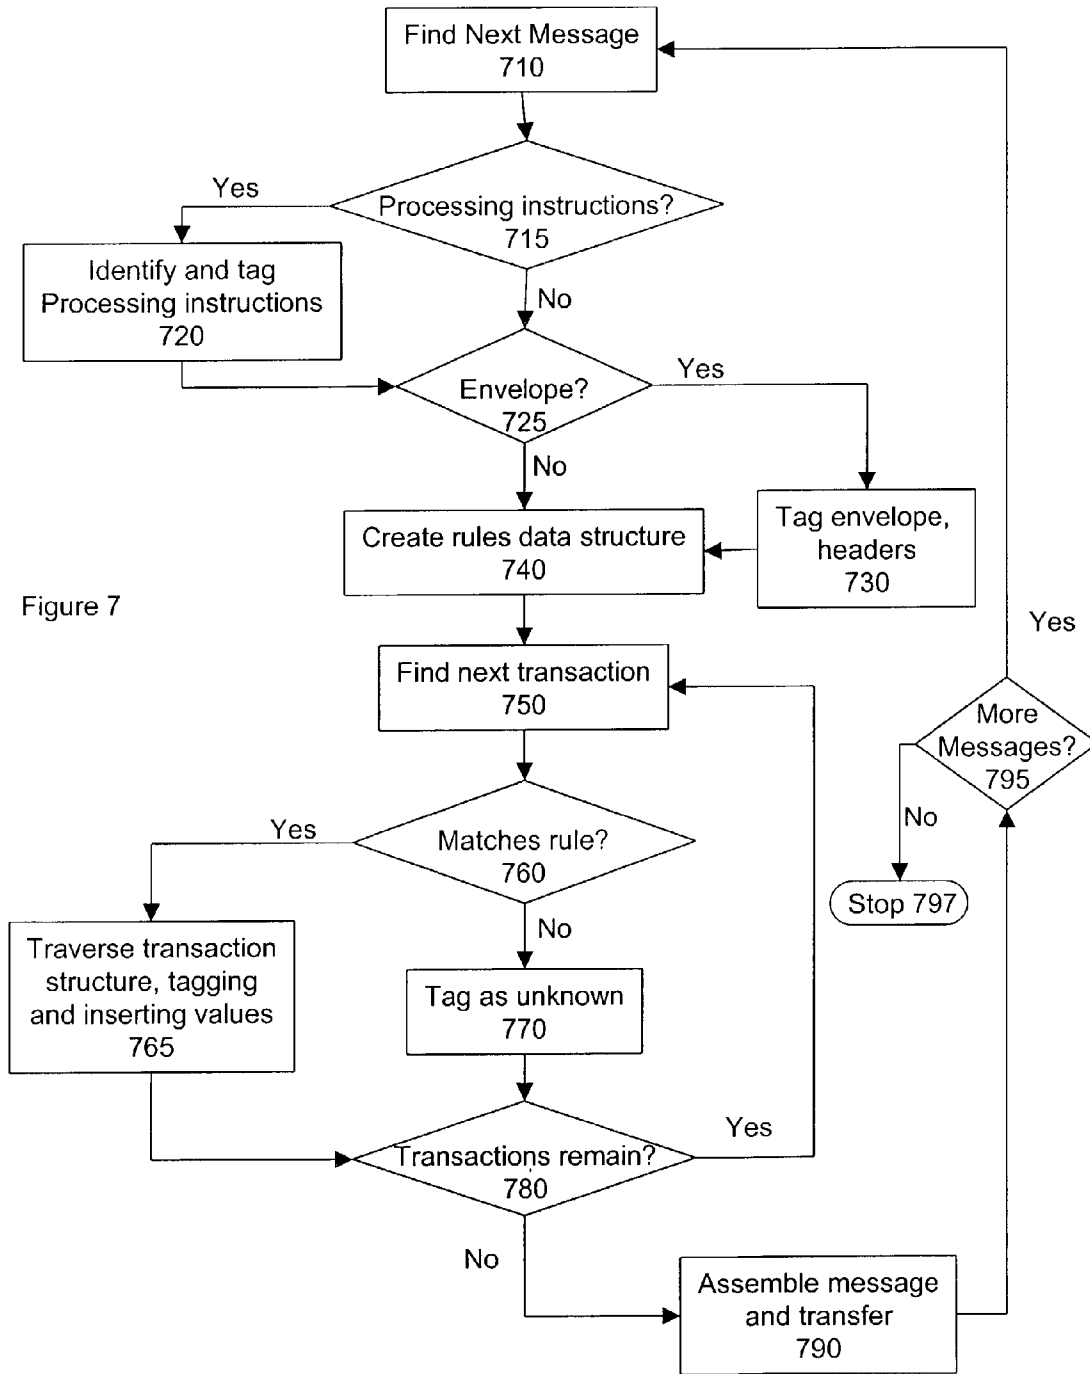 Find Next Message
710
Yes
Processing instructions?
715
Identify and tag
Processing instructions
720
No
Envelope?
725
Yes
No
Create rules data structure
740
Tag envelope,
headers
730
Figure 7
Yes
Find next transaction
750
More
Messages?
795
Yes
Matches rule?
760
No
Stop 797
No
Traverse transaction
structure, tagging
and inserting values
765
Tag as unknown
770
Transactions remain?
780
Yes
No
Assemble message
and transfer
790